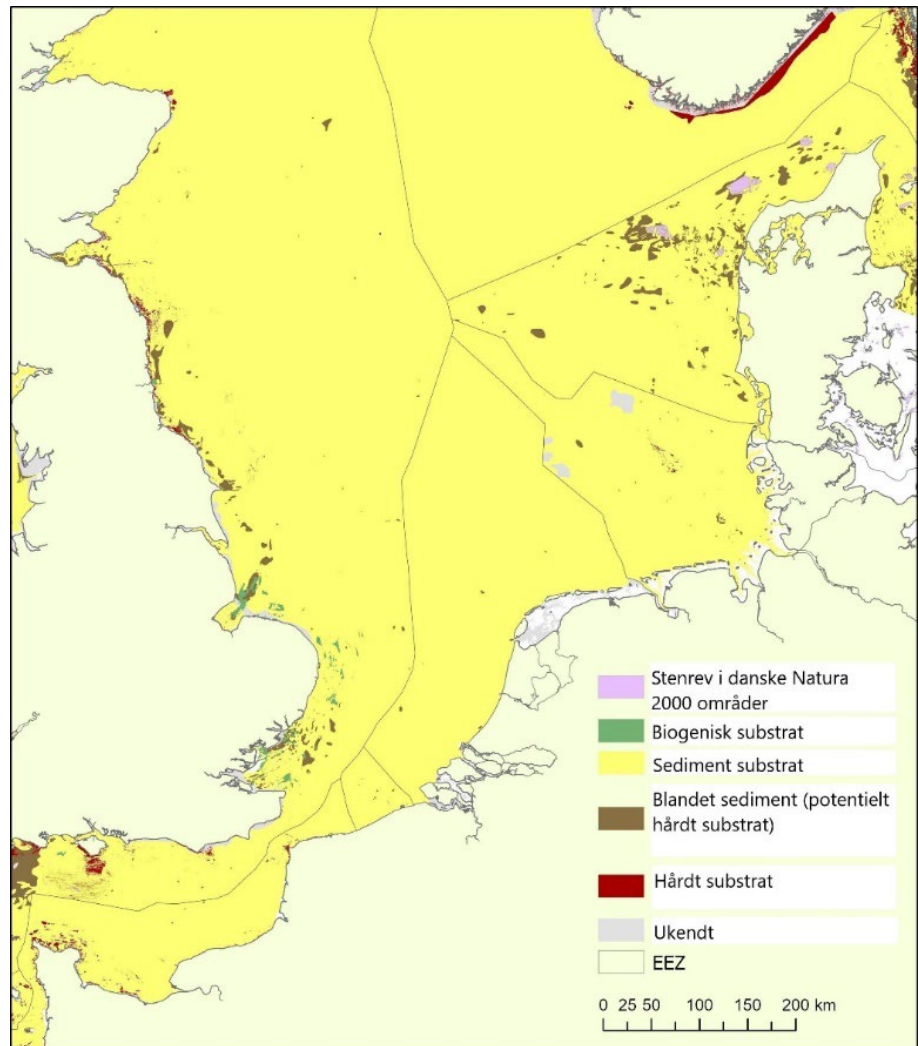 Stenrev i danske Natura
2000 områder
Biogenisk substrat
Sediment substrat
Blandet sediment (potentielt
hårdt substrat)
Hårdt substrat
Ukendt
EEZ
0 25 50 100 150 200 km